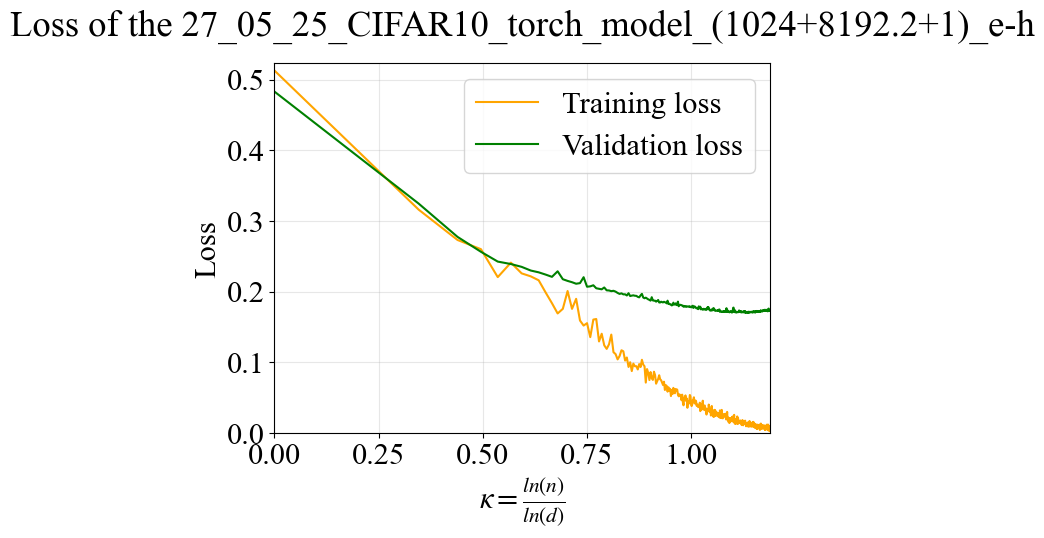 Loss of the 27_05_25_CIFAR10_torch_model_(1024+8192.2+1)_e-h
0.5
0.4
0.3
0.2
0.1
0.0
Loss
Training loss
Validation loss
0.00 0.25 0.50 0.75 1.00
κ = ln(n)/ln(d)